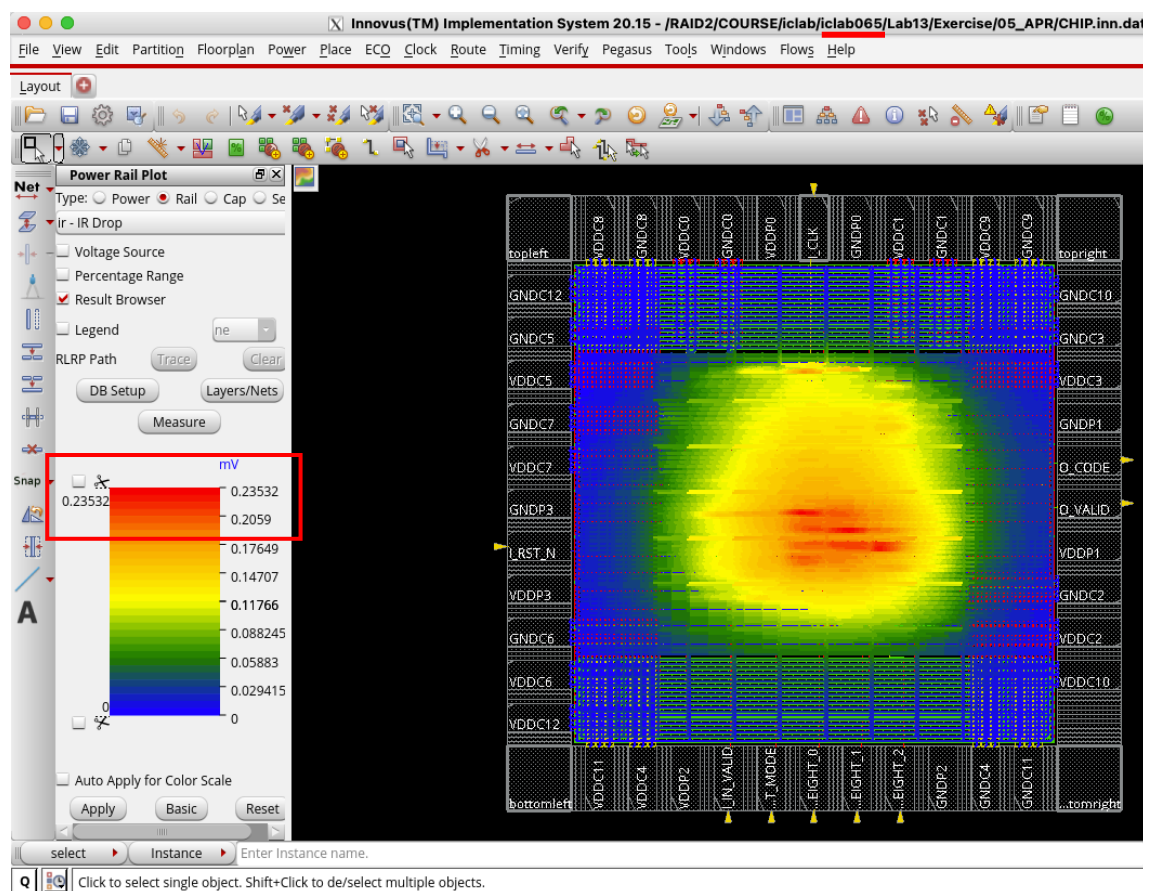 Innovus(TM) Implementation System 20.15 - /RAID2/COURSE/iclab/iclab065/Lab13/Exercise/05_APR/CHIP.inn.dat
File View Edit Partition Floorplan Power Place ECO Clock Route Timing Verify Pegasus Tools Windows Flows Help
Layout
Power Rail Plot
Net
Type: Power Rail Cap Se
ir - IR Drop
Voltage Source
Percentage Range
Result Browser
Legend ne
RLRP Path Trace Clear
DB Setup Layers/Nets
Measure
mV
Snap
0.23532
0.23532
0.2059
0.17649
0.14707
0.11766
0.088245
0.05883
0.029415
0
0
A
Auto Apply for Color Scale
Apply Basic Reset
topleft VDDC8 GNDC8 VDDC0 GNDC0 VDDP0 I_CLK GNDP0 VDDC1 GNDC1 VDDC9 GNDC9 topright
GNDC12 GNDC10
GNDC5 GNDC3
VDDC5 VDDC3
GNDC7 GNDP1
VDDC7 O_CODE
GNDP3 O_VALID
I_RST_N VDDP1
VDDP3 GNDC2
GNDC6 VDDC2
VDDC6 VDDC10
VDDC12
bottomleft VDDC11 VDDC4 VDDP2 I_IN_VALID ...T_MODE ...EIGHT_0 ...EIGHT_1 ...EIGHT_2 GNDP2 GNDC4 GNDC11 ...tomright
select Instance Enter Instance name.
Q Click to select single object. Shift+Click to de/select multiple objects.